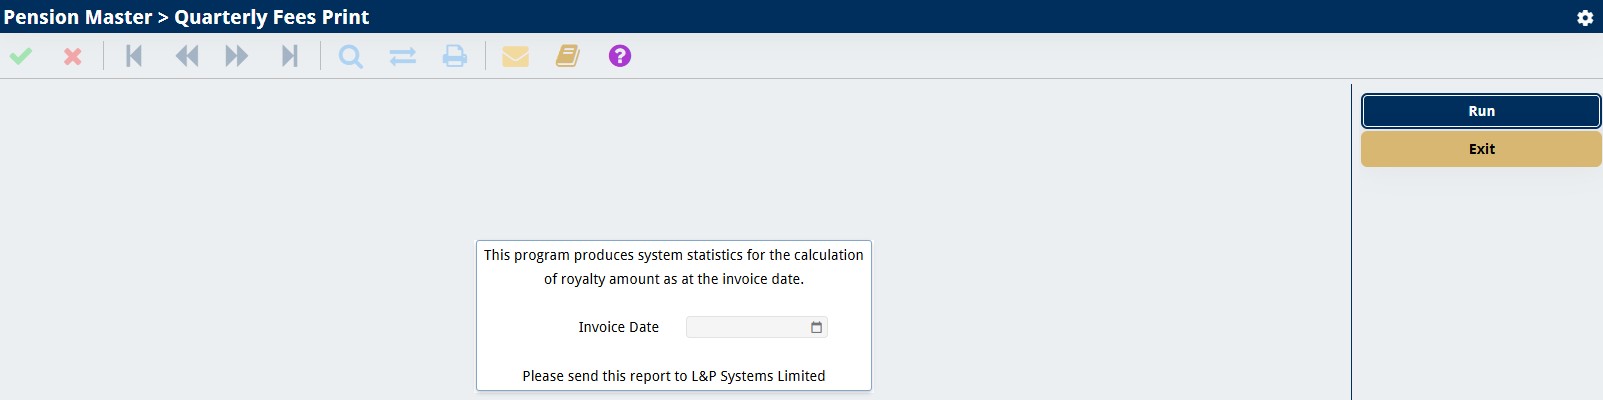 Pension Master > Quarterly Fees Print
?
Run
Exit
This program produces system statistics for the calculation
of royalty amount as at the invoice date.
Invoice Date
Please send this report to L&P Systems Limited